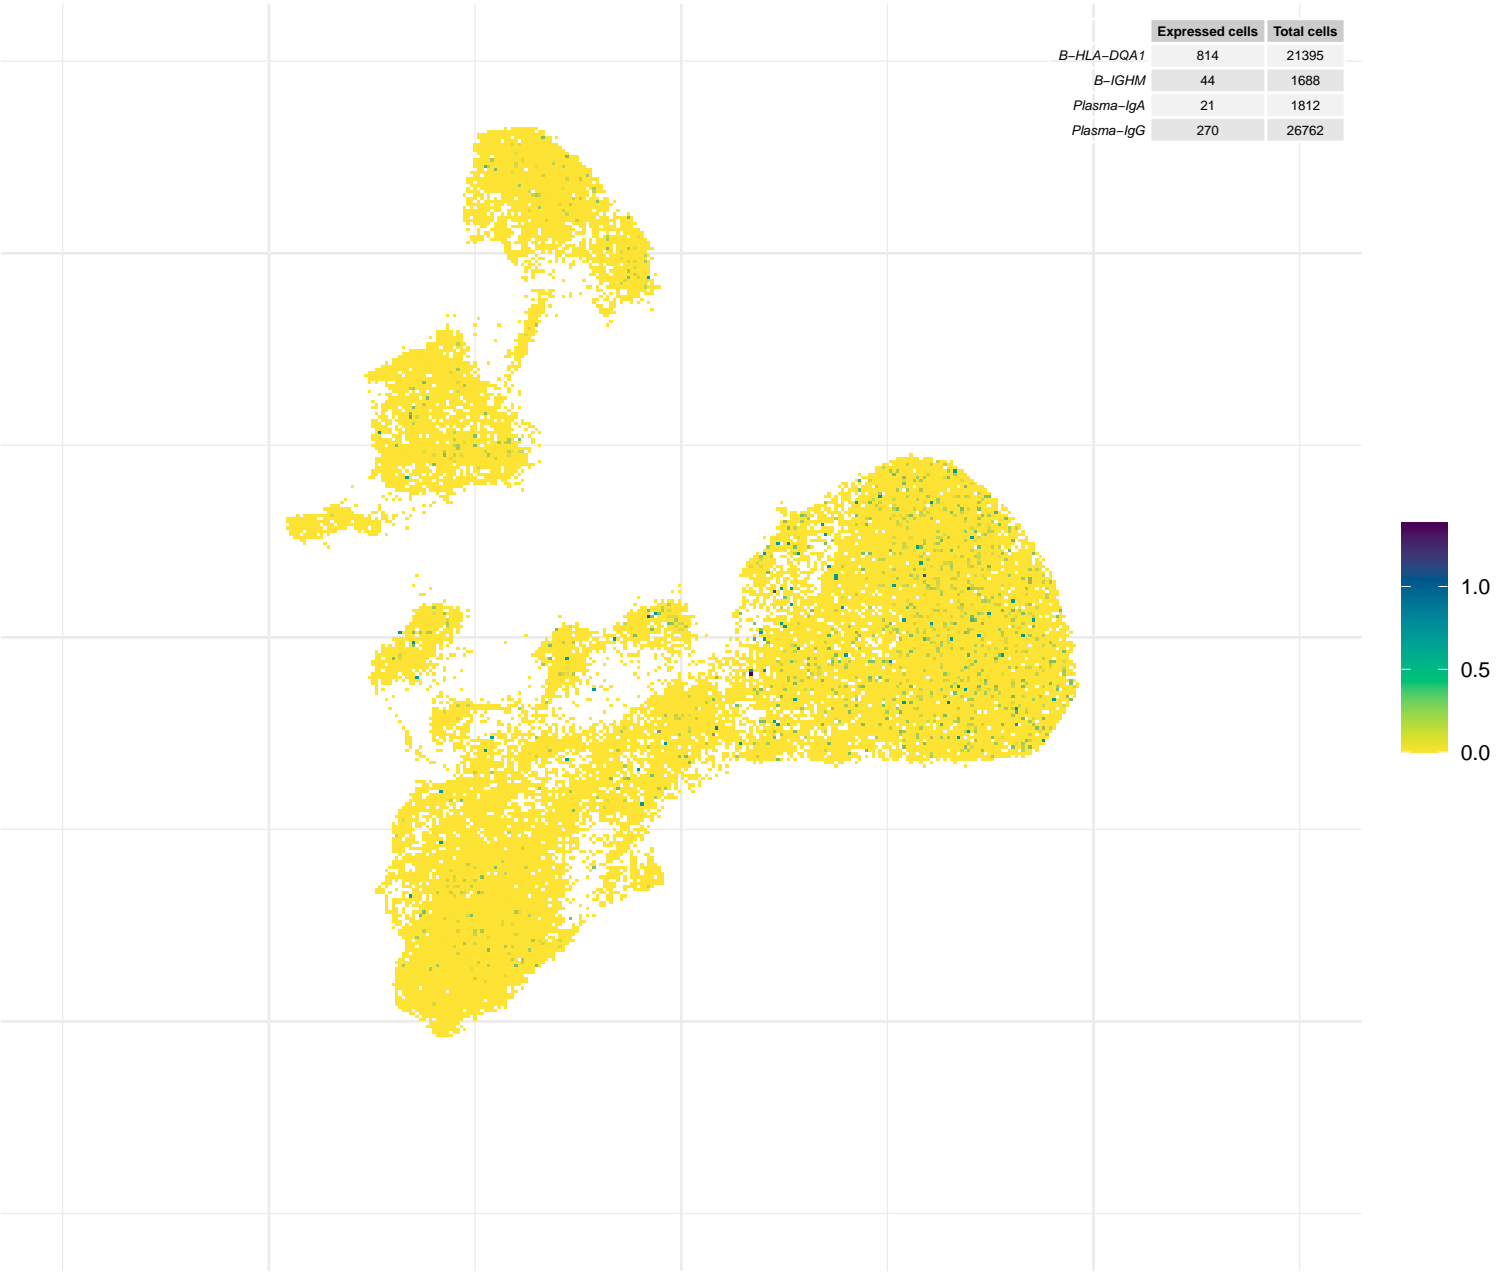 Expressed cells Total cells
B−HLA−DQA1 814 21395
B−IGHM 44 1688
Plasma−IgA 21 1812
Plasma−IgG 270 26762
1.0
0.5
0.0